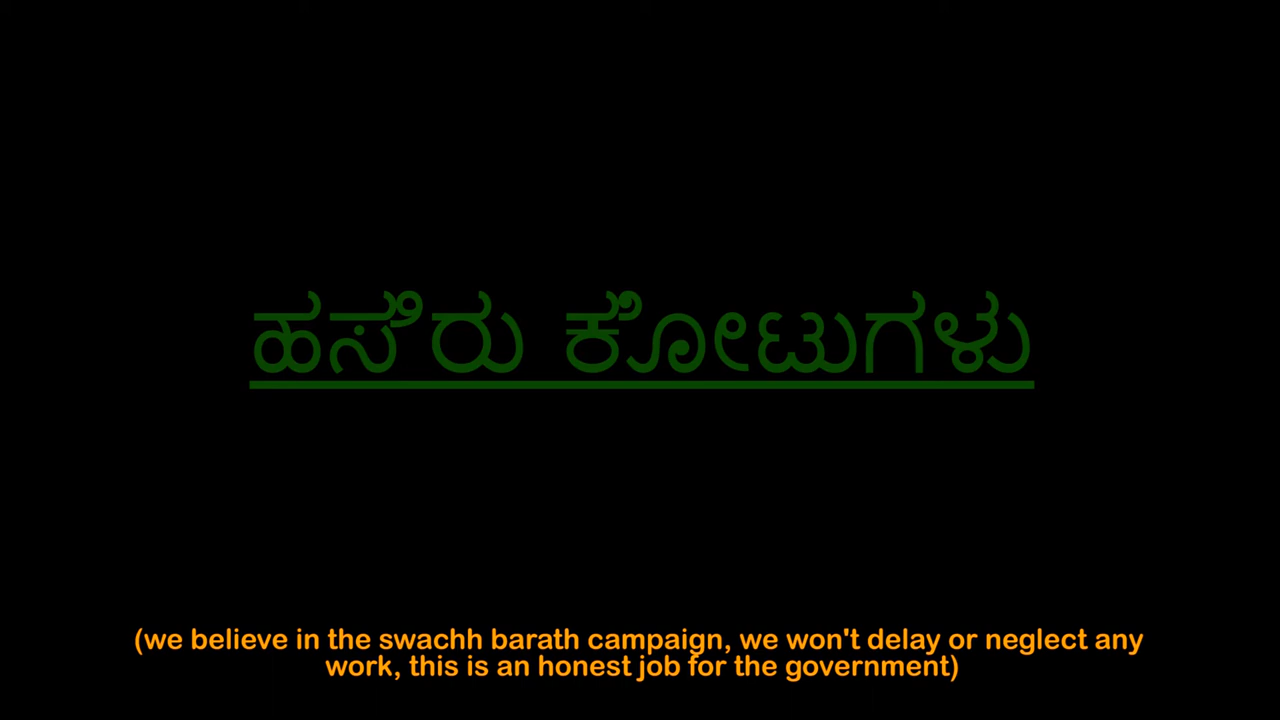 ಹಸೆರು ಕೋಟುಗಳು
(we believe in the swachh barath campaign, we won't delay or neglect any
work, this is an honest job for the government)